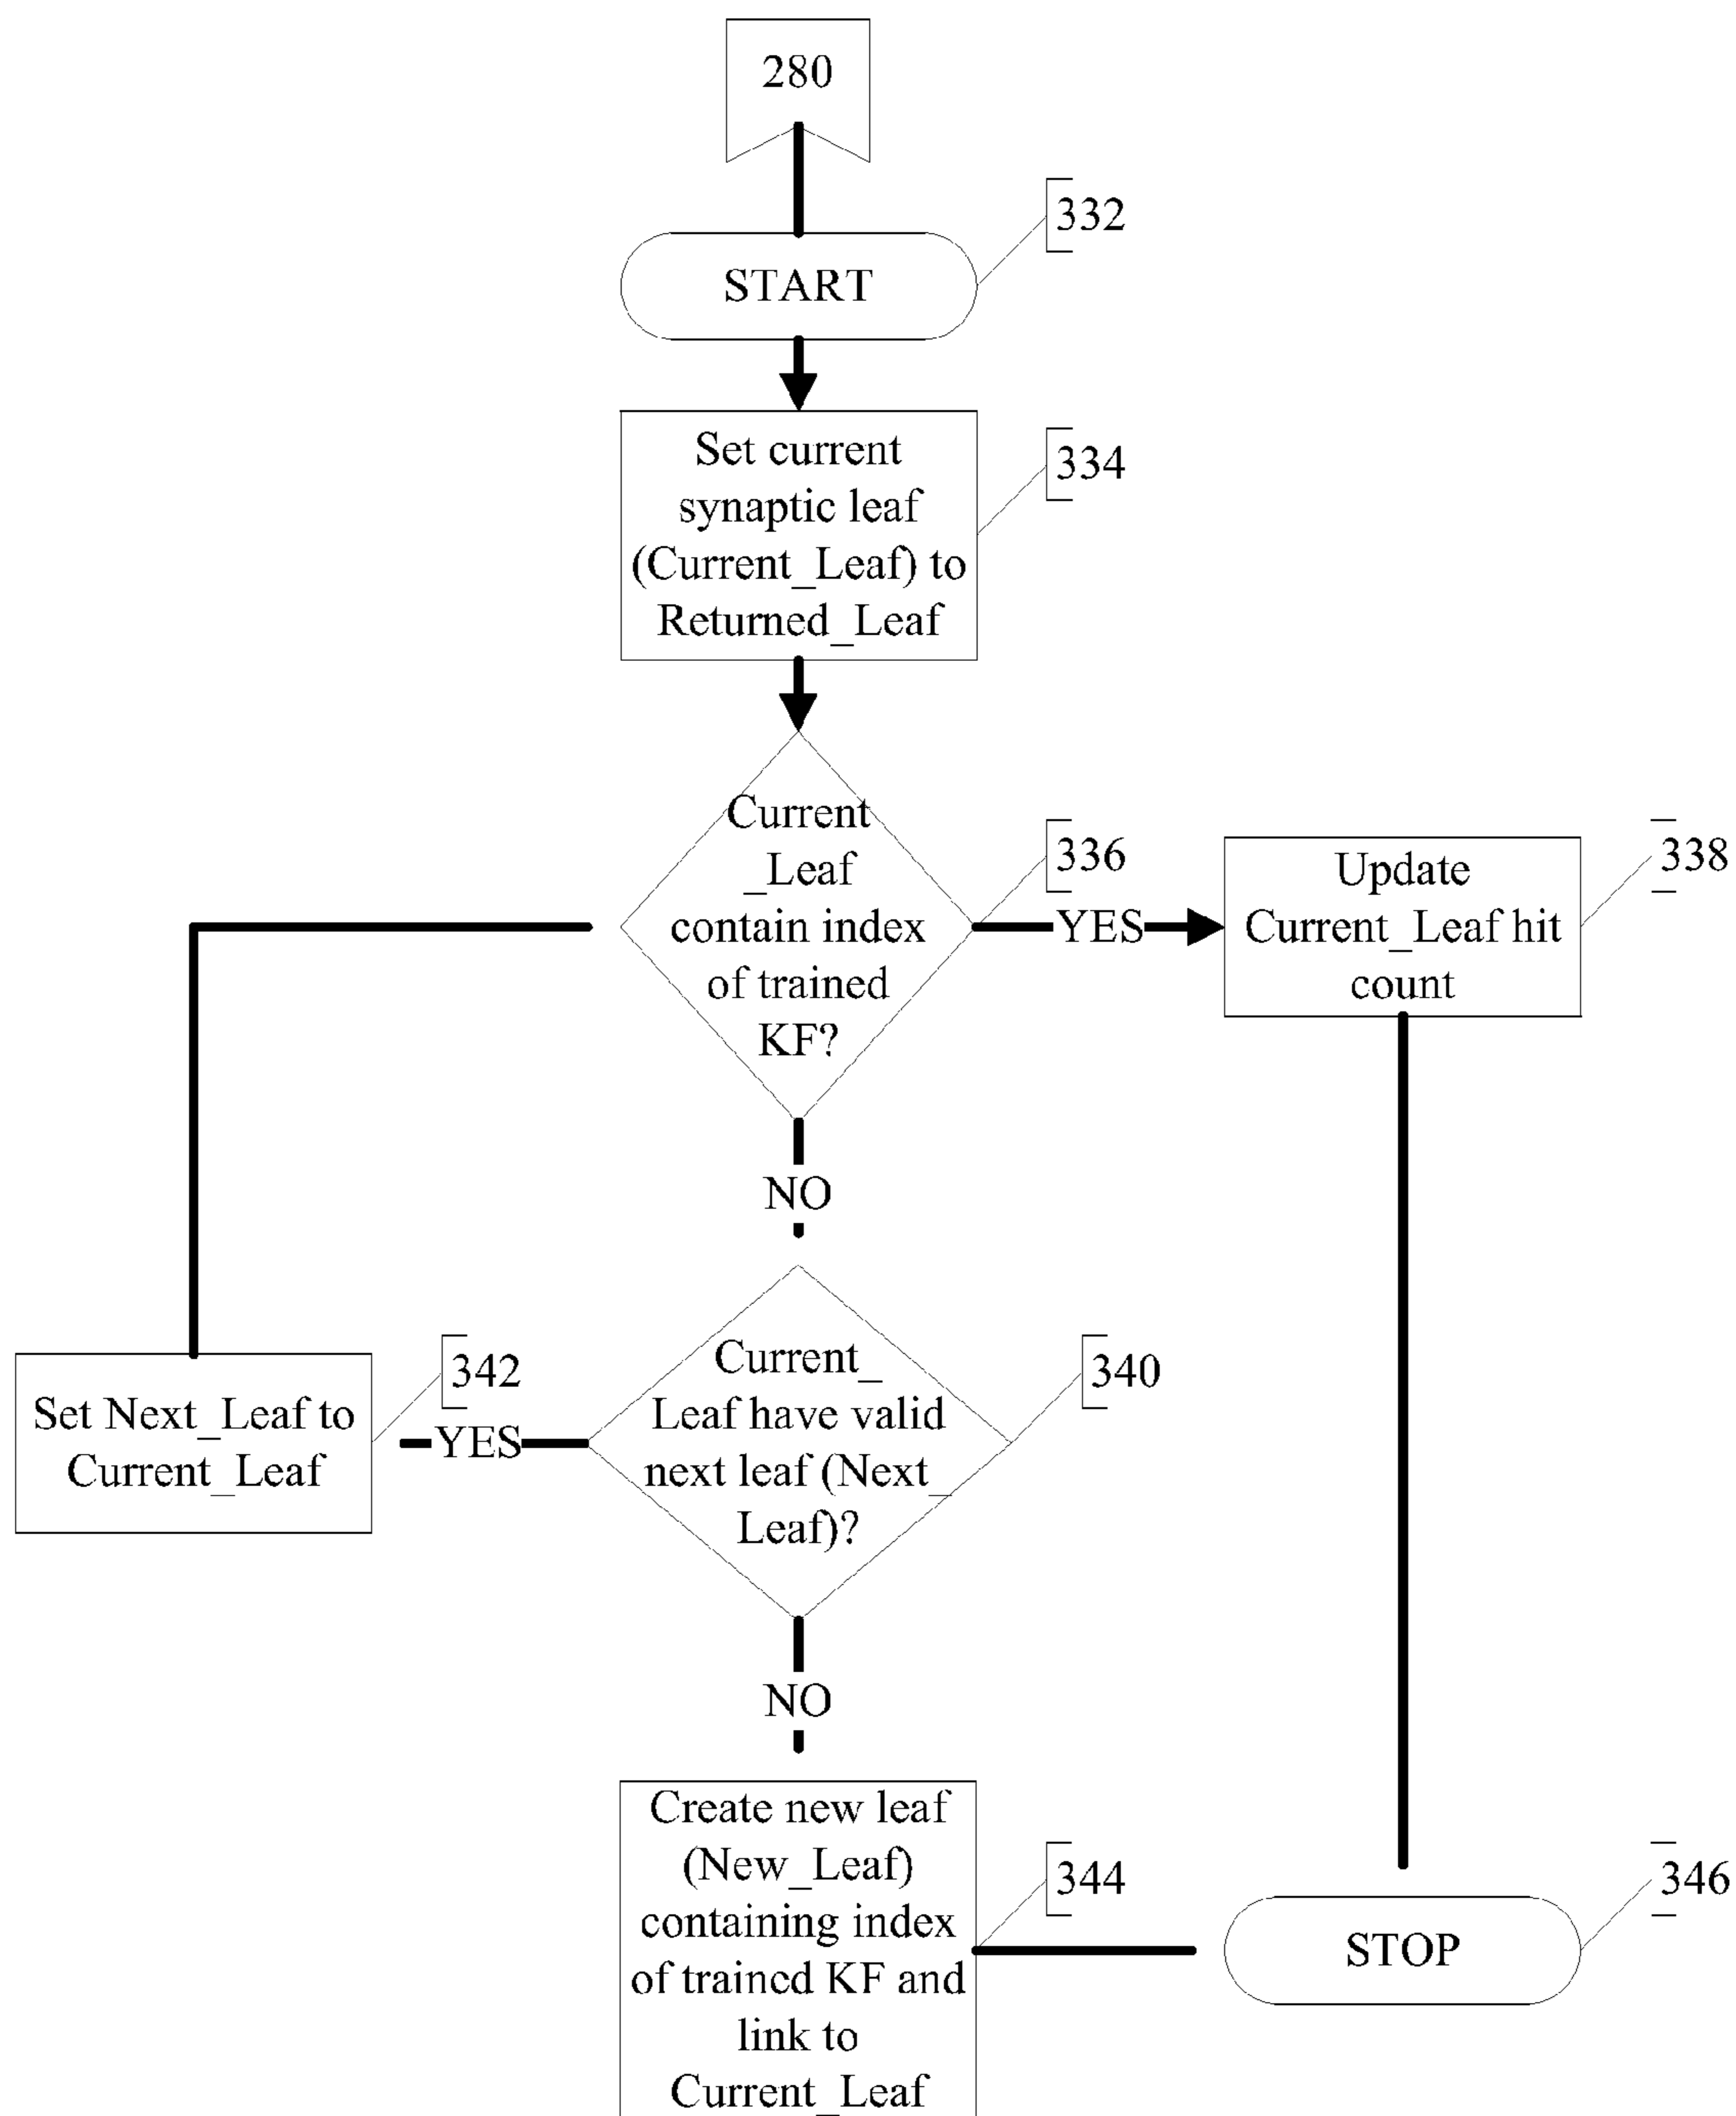 280
332
START
Set current
synaptic leaf
(Current_Leaf) to
Returned_Leaf
334
Current
_Leaf
contain index
of trained
KF?
336
YES
Update
Current_Leaf hit
count
338
NO
Current_
Leaf have valid
next leaf (Next_
Leaf)?
340
YES
342
Set Next_Leaf to
Current_Leaf
NO
Create new leaf
(New_Leaf)
containing index
of trained KF and
link to
Current_Leaf
344
STOP
346